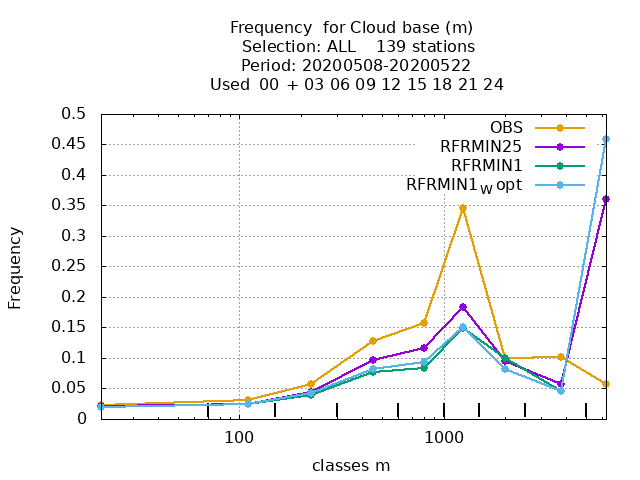 Frequency  for Cloud base (m)
Selection: ALL    139 stations
Period: 20200508-20200522
Used  00 + 03 06 09 12 15 18 21 24
OBS
RFRMIN25
RFRMIN1
RFRMIN1W opt
0.5
0.45
0.4
0.35
0.3
0.25
0.2
0.15
0.1
0.05
0
Frequency
100
1000
classes m